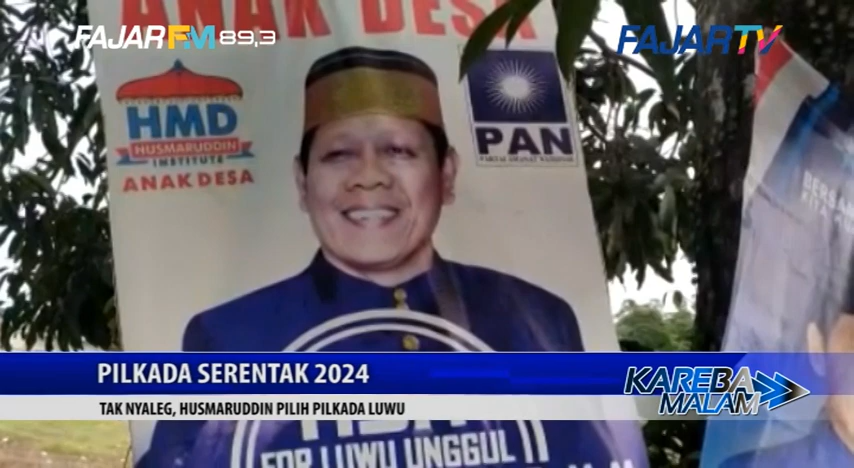 ANAK DESA
FAJAR FM 89,3
FAJAR TV
HMD
HUSMARUDDIN
INSTITUTE
ANAK DESA
PAN
PARTAI AMANAT NASIONAL
PILKADA SERENTAK 2024
TAK NYALEG, HUSMARUDDIN PILIH PILKADA LUWU
KAREBA
MALAM
FOR LUWU UNGGUL